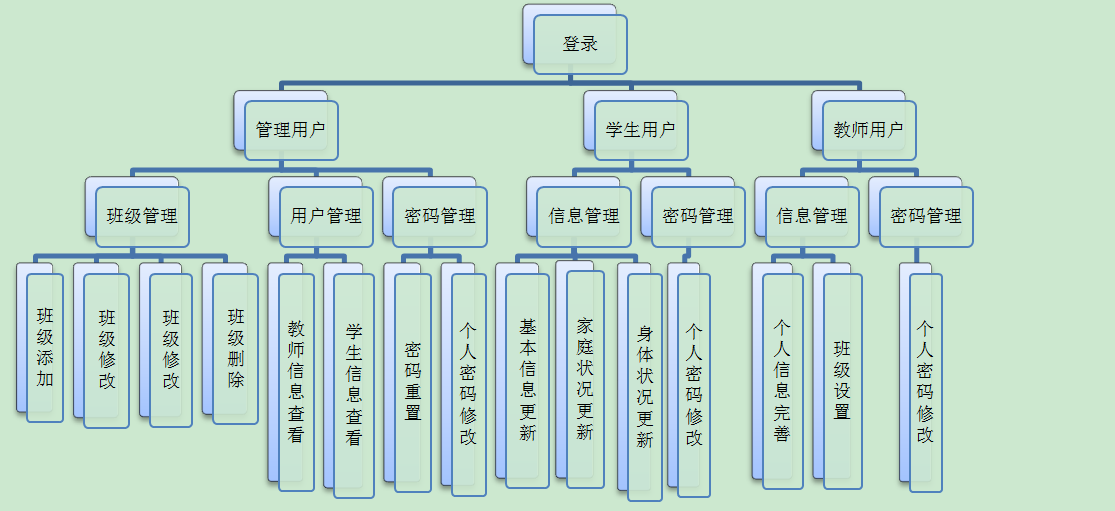 登录
管理用户
学生用户
教师用户
班级管理
用户管理
密码管理
信息管理
密码管理
信息管理
密码管理
班级添加
班级修改
班级修改
班级删除
教师信息查看
学生信息查看
密码重置
个人密码修改
基本信息更新
家庭状况更新
身体状况更新
个人密码修改
个人信息完善
班级设置
个人密码修改